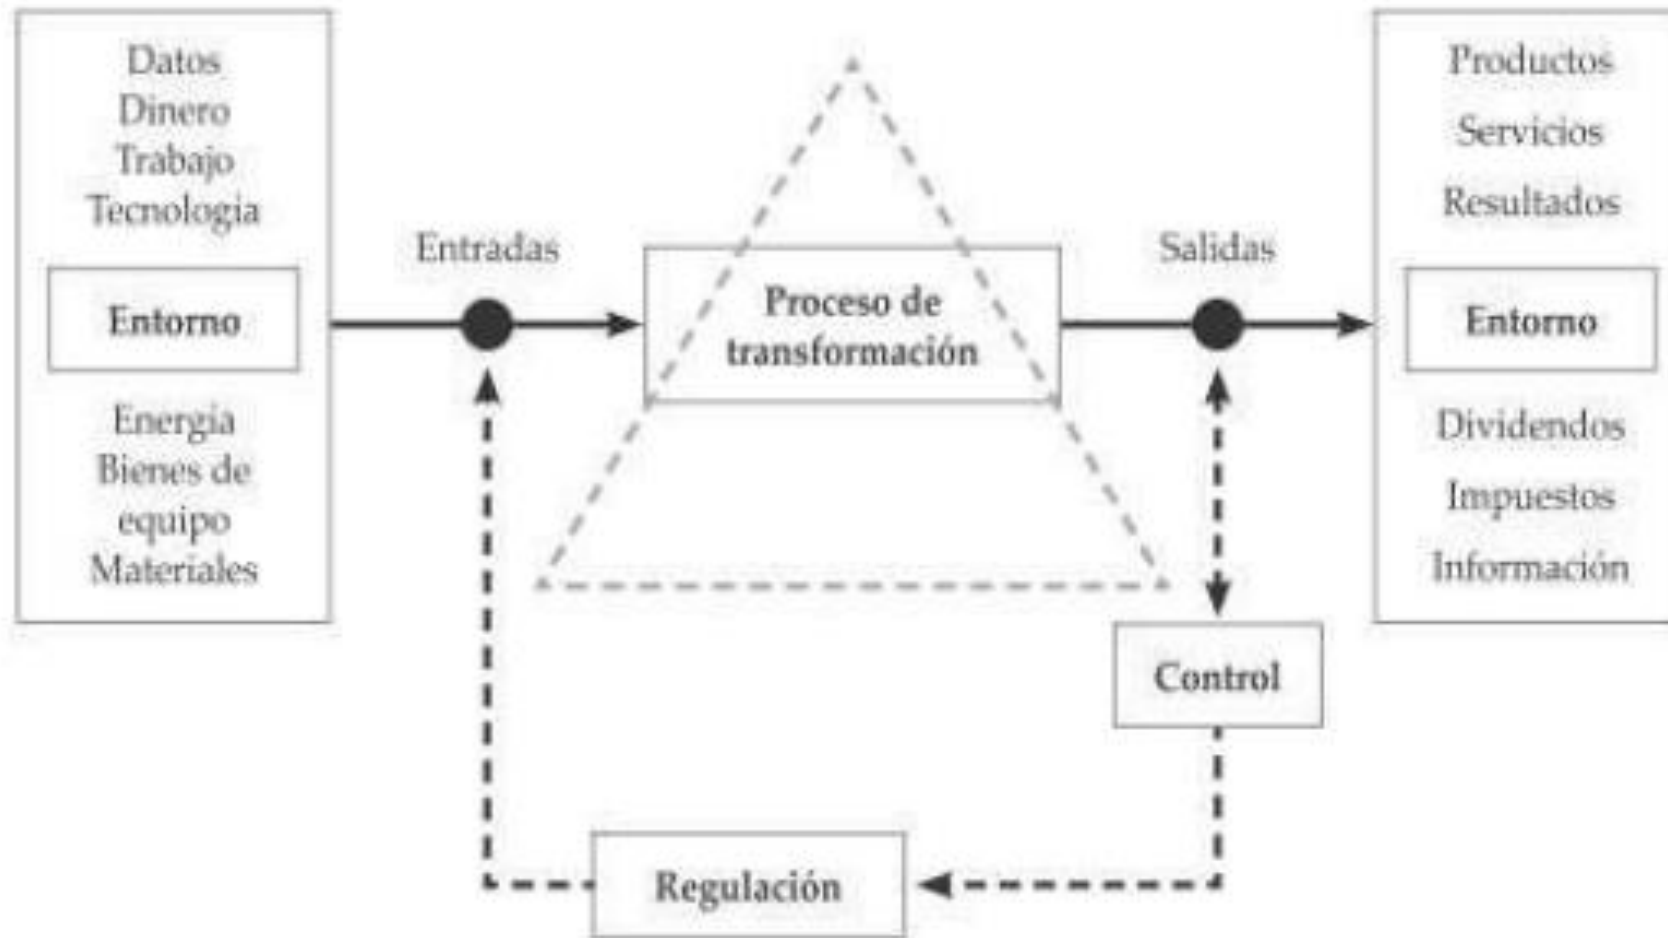 Datos
Dinero
Trabajo
Tecnología
Entorno
Energía
Bienes de
equipo
Materiales
Entradas
Proceso de
transformación
Salidas
Productos
Servicios
Resultados
Entorno
Dividendos
Impuestos
Información
Control
Regulación